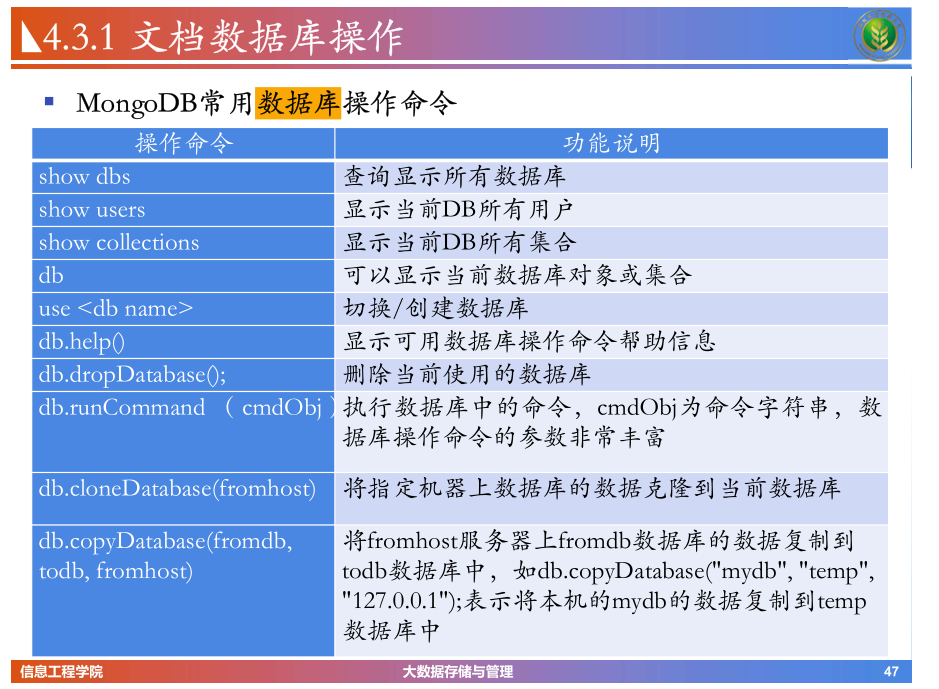 4.3.1 文档数据库操作
MongoDB常用数据库操作命令
操作命令 功能说明
show dbs 查询显示所有数据库
show users 显示当前DB所有用户
show collections 显示当前DB所有集合
db 可以显示当前数据库对象或集合
use <db name> 切换/创建数据库
db.help() 显示可用数据库操作命令帮助信息
db.dropDatabase(); 删除当前使用的数据库
db.runCommand （cmdObj） 执行数据库中的命令，cmdObj为命令字符串，数
据库操作命令的参数非常丰富
db.cloneDatabase(fromhost) 将指定机器上数据库的数据克隆到当前数据库
db.copyDatabase(fromdb, 将fromhost服务器上fromdb数据库的数据复制到
todb, fromhost) todb数据库中，如db.copyDatabase("mydb", "temp",
"127.0.0.1");表示将本机的mydb的数据复制到temp
数据库中
信息工程学院 大数据存储与管理 47